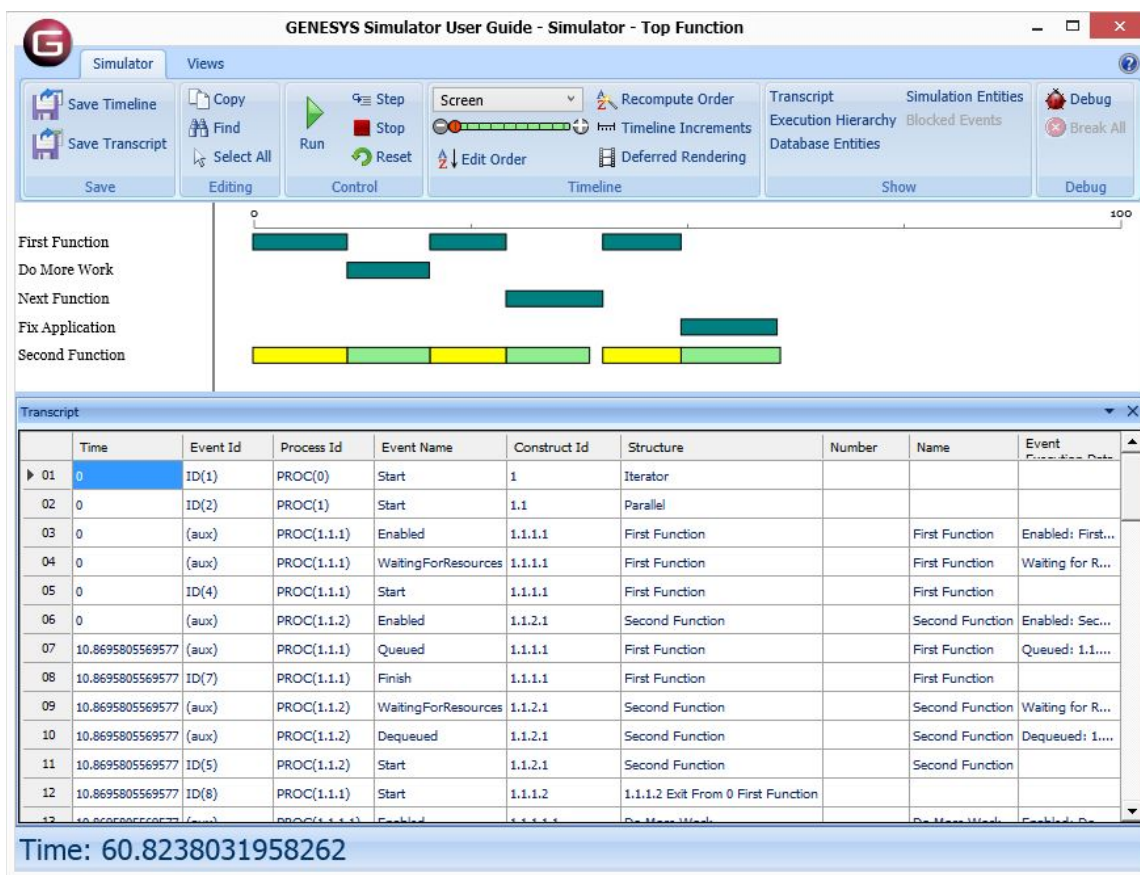 GENESYS Simulator User Guide - Simulator - Top Function
G
Simulator Views
Save Timeline
Save Transcript
Save
Copy
Find
Select All
Editing
Run
Step
Stop
Reset
Control
Screen
Edit Order
Recompute Order
Timeline Increments
Deferred Rendering
Timeline
Transcript Simulation Entities
Execution Hierarchy Blocked Events
Database Entities
Show
Debug
Break All
Debug
0 100
First Function
Do More Work
Next Function
Fix Application
Second Function
Transcript
Time Event Id Process Id Event Name Construct Id Structure Number Name Event
01 0 ID(1) PROC(0) Start 1 Iterator
02 0 ID(2) PROC(1) Start 1.1 Parallel
03 0 (aux) PROC(1.1.1) Enabled 1.1.1.1 First Function First Function Enabled: First...
04 0 (aux) PROC(1.1.1) WaitingForResources 1.1.1.1 First Function First Function Waiting for R...
05 0 ID(4) PROC(1.1.1) Start 1.1.1.1 First Function First Function
06 0 (aux) PROC(1.1.2) Enabled 1.1.2.1 Second Function Second Function Enabled: Sec...
07 10.8695805569577 (aux) PROC(1.1.1) Queued 1.1.1.1 First Function First Function Queued: 1.1....
08 10.8695805569577 ID(7) PROC(1.1.1) Finish 1.1.1.1 First Function First Function
09 10.8695805569577 (aux) PROC(1.1.2) WaitingForResources 1.1.2.1 Second Function Second Function Waiting for R...
10 10.8695805569577 (aux) PROC(1.1.2) Dequeued 1.1.2.1 Second Function Second Function Dequeued: 1....
11 10.8695805569577 ID(5) PROC(1.1.2) Start 1.1.2.1 Second Function Second Function
12 10.8695805569577 ID(8) PROC(1.1.1) Start 1.1.1.2 1.1.1.2 Exit From 0 First Function
Time: 60.8238031958262